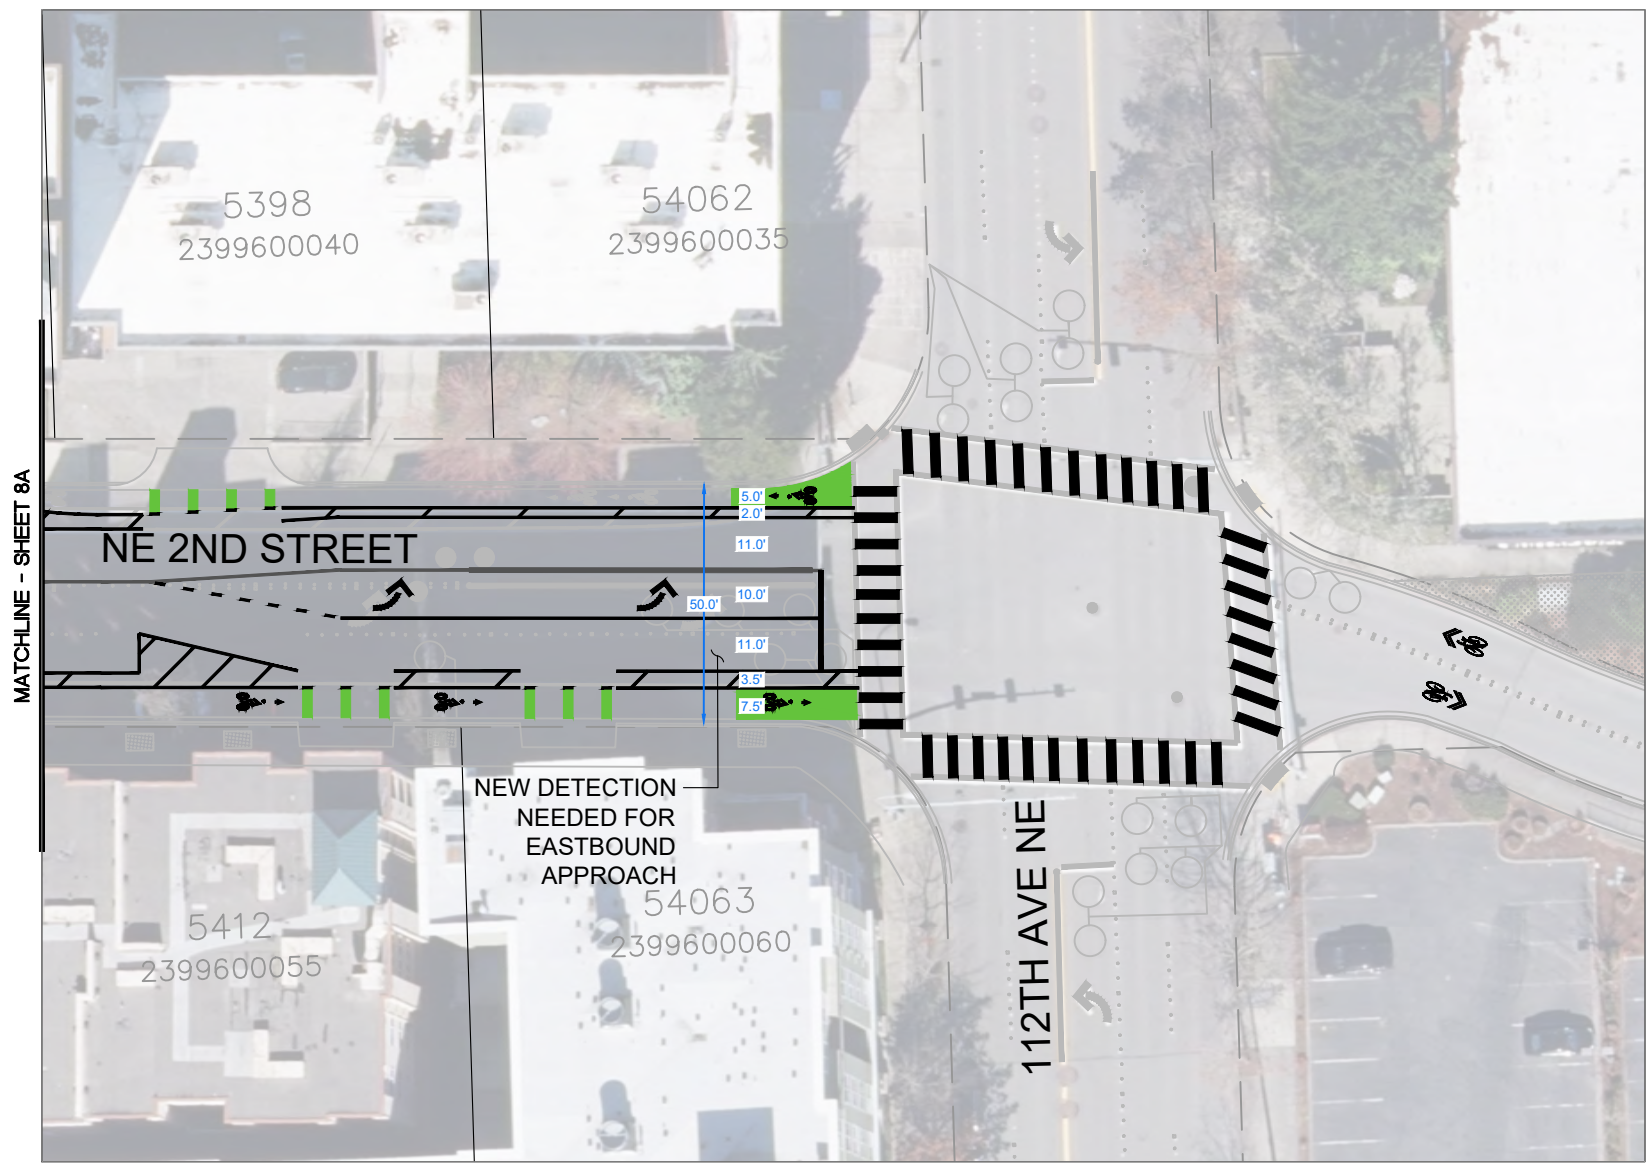 5398
2399600040
54062
2399600035
MATCHLINE - SHEET 8A
NE 2ND STREET
5.0'
2.0'
11.0'
10.0'
50.0'
11.0'
3.5'
7.5'
NEW DETECTION
NEEDED FOR
EASTBOUND
APPROACH
112TH AVE NE
5412
2399600055
54063
2399600060